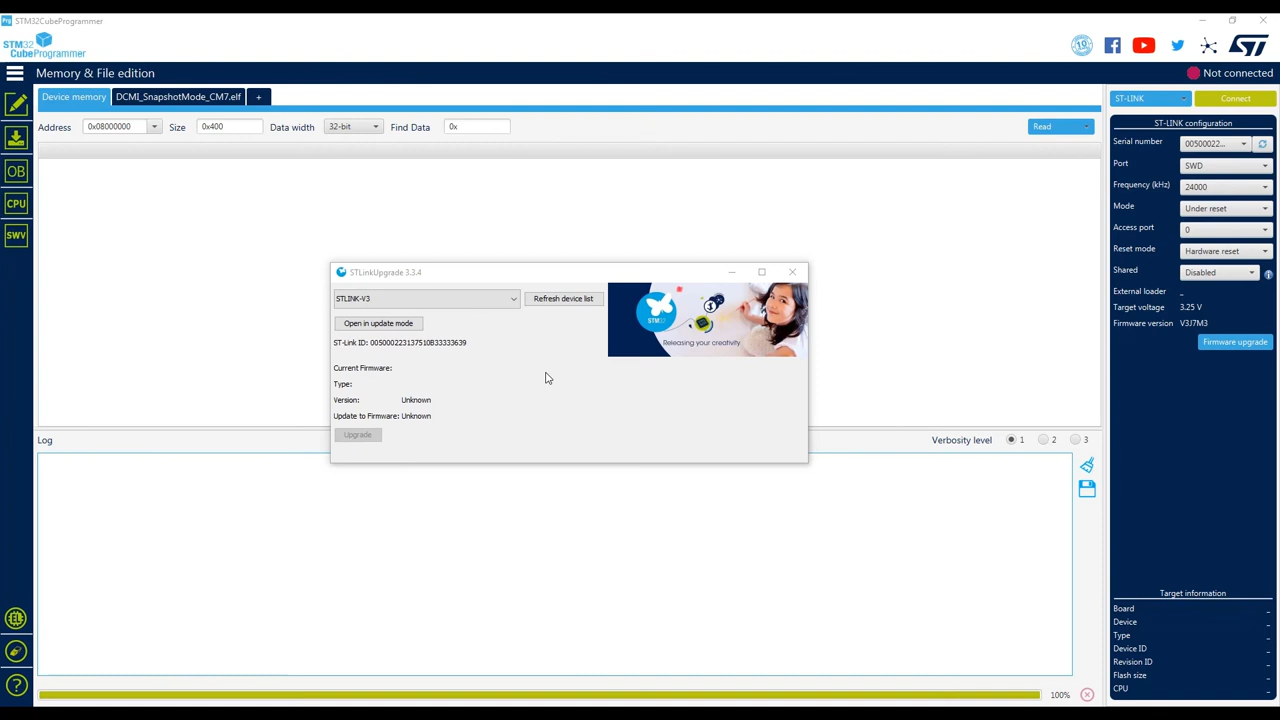 Prg STM32CubeProgrammer
STM32
CubeProgrammer
Memory & File edition
Not connected
Device memory DCMI_SnapshotMode_CM7.elf +
ST-LINK Connect
Address 0x08000000 Size 0x400 Data width 32-bit Find Data 0x Read
OB
CPU
SWV
ST-LINK configuration
Serial number 00500022...
Port SWD
Frequency (kHz) 24000
Mode Under reset
Access port 0
Reset mode Hardware reset
Shared Disabled
External loader _
Target voltage 3.25 V
Firmware version V3J7M3
Firmware upgrade
STLinkUpgrade 3.3.4
STLINK-V3 Refresh device list
Open in update mode
ST-Link ID: 005000223137510B33333639
Current Firmware:
Type:
Version: Unknown
Update to Firmware: Unknown
Upgrade
STM32
Releasing your creativity
Log Verbosity level 1 2 3
Target information
Board _
Device _
Type _
Device ID _
Revision ID _
Flash size _
CPU _
100%